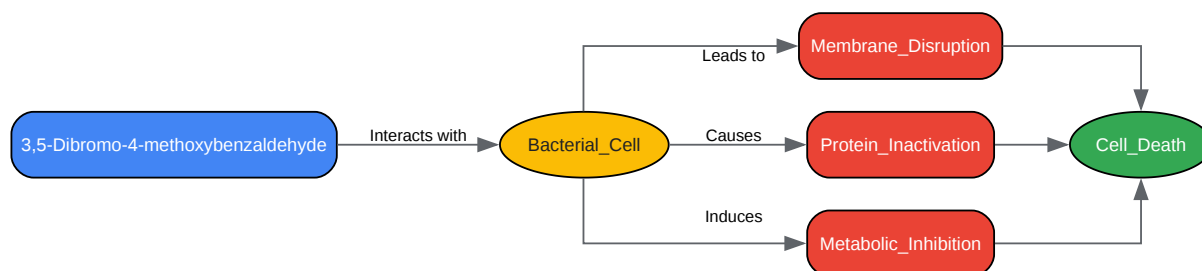 Membrane_Disruption
Leads to
3,5-Dibromo-4-methoxybenzaldehyde
Interacts with
Bacterial_Cell
Causes
Protein_Inactivation
Cell_Death
Induces
Metabolic_Inhibition